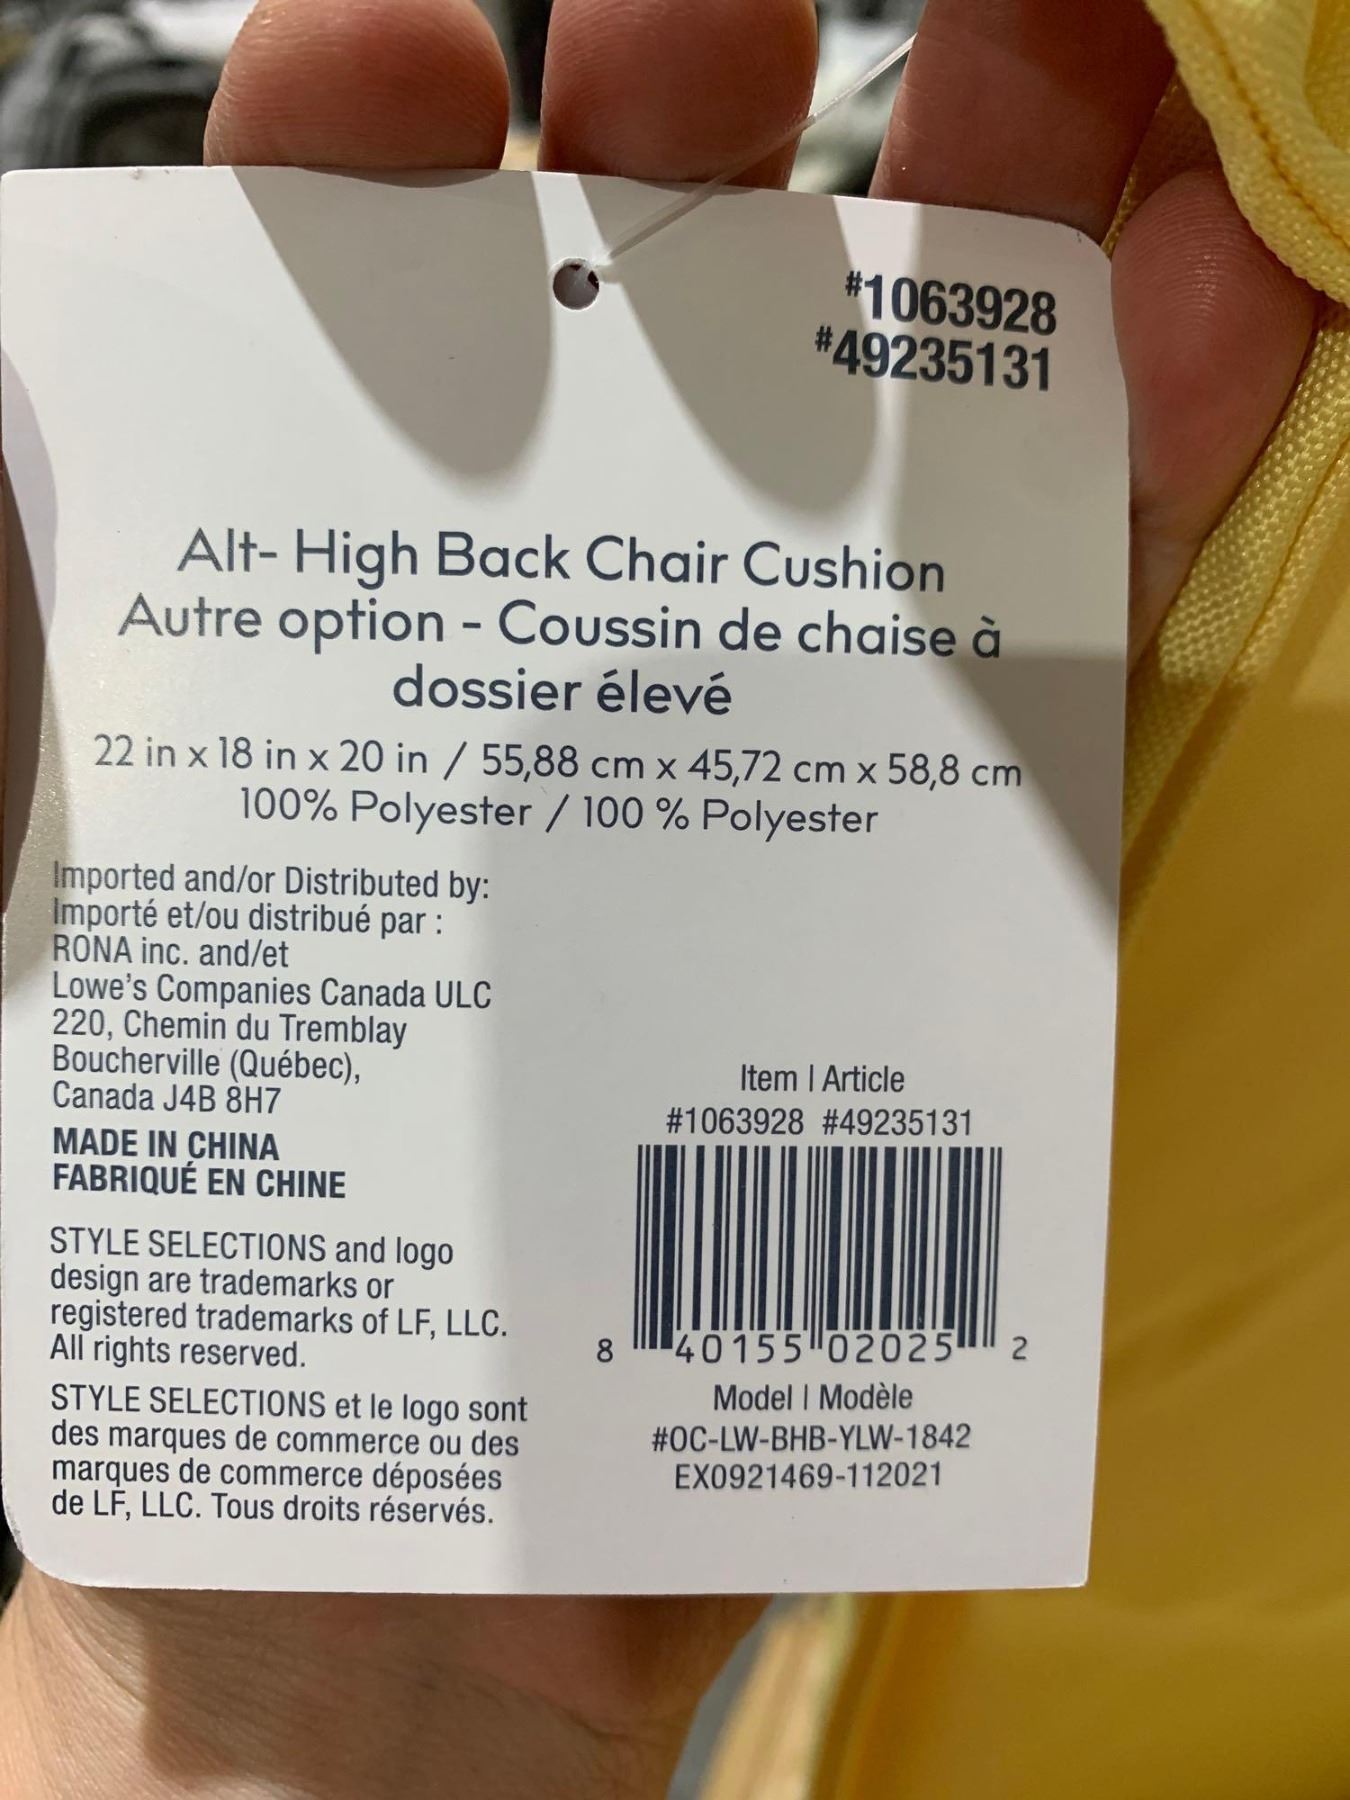 #1063928
#49235131
Alt- High Back Chair Cushion
Autre option - Coussin de chaise à
dossier élevé
22 in x 18 in x 20 in / 55,88 cm x 45,72 cm x 58,8 cm
100% Polyester / 100 % Polyester
Imported and/or Distributed by:
Importé et/ou distribué par :
RONA inc. and/et
Lowe's Companies Canada ULC
220, Chemin du Tremblay
Boucherville (Québec),
Canada J4B 8H7
MADE IN CHINA
FABRIQUÉ EN CHINE
STYLE SELECTIONS and logo
design are trademarks or
registered trademarks of LF, LLC.
All rights reserved.
STYLE SELECTIONS et le logo sont
des marques de commerce ou des
marques de commerce déposées
de LF, LLC. Tous droits réservés.
Item | Article
#1063928 #49235131
8 40155 02025 2
Model | Modèle
#OC-LW-BHB-YLW-1842
EX0921469-112021